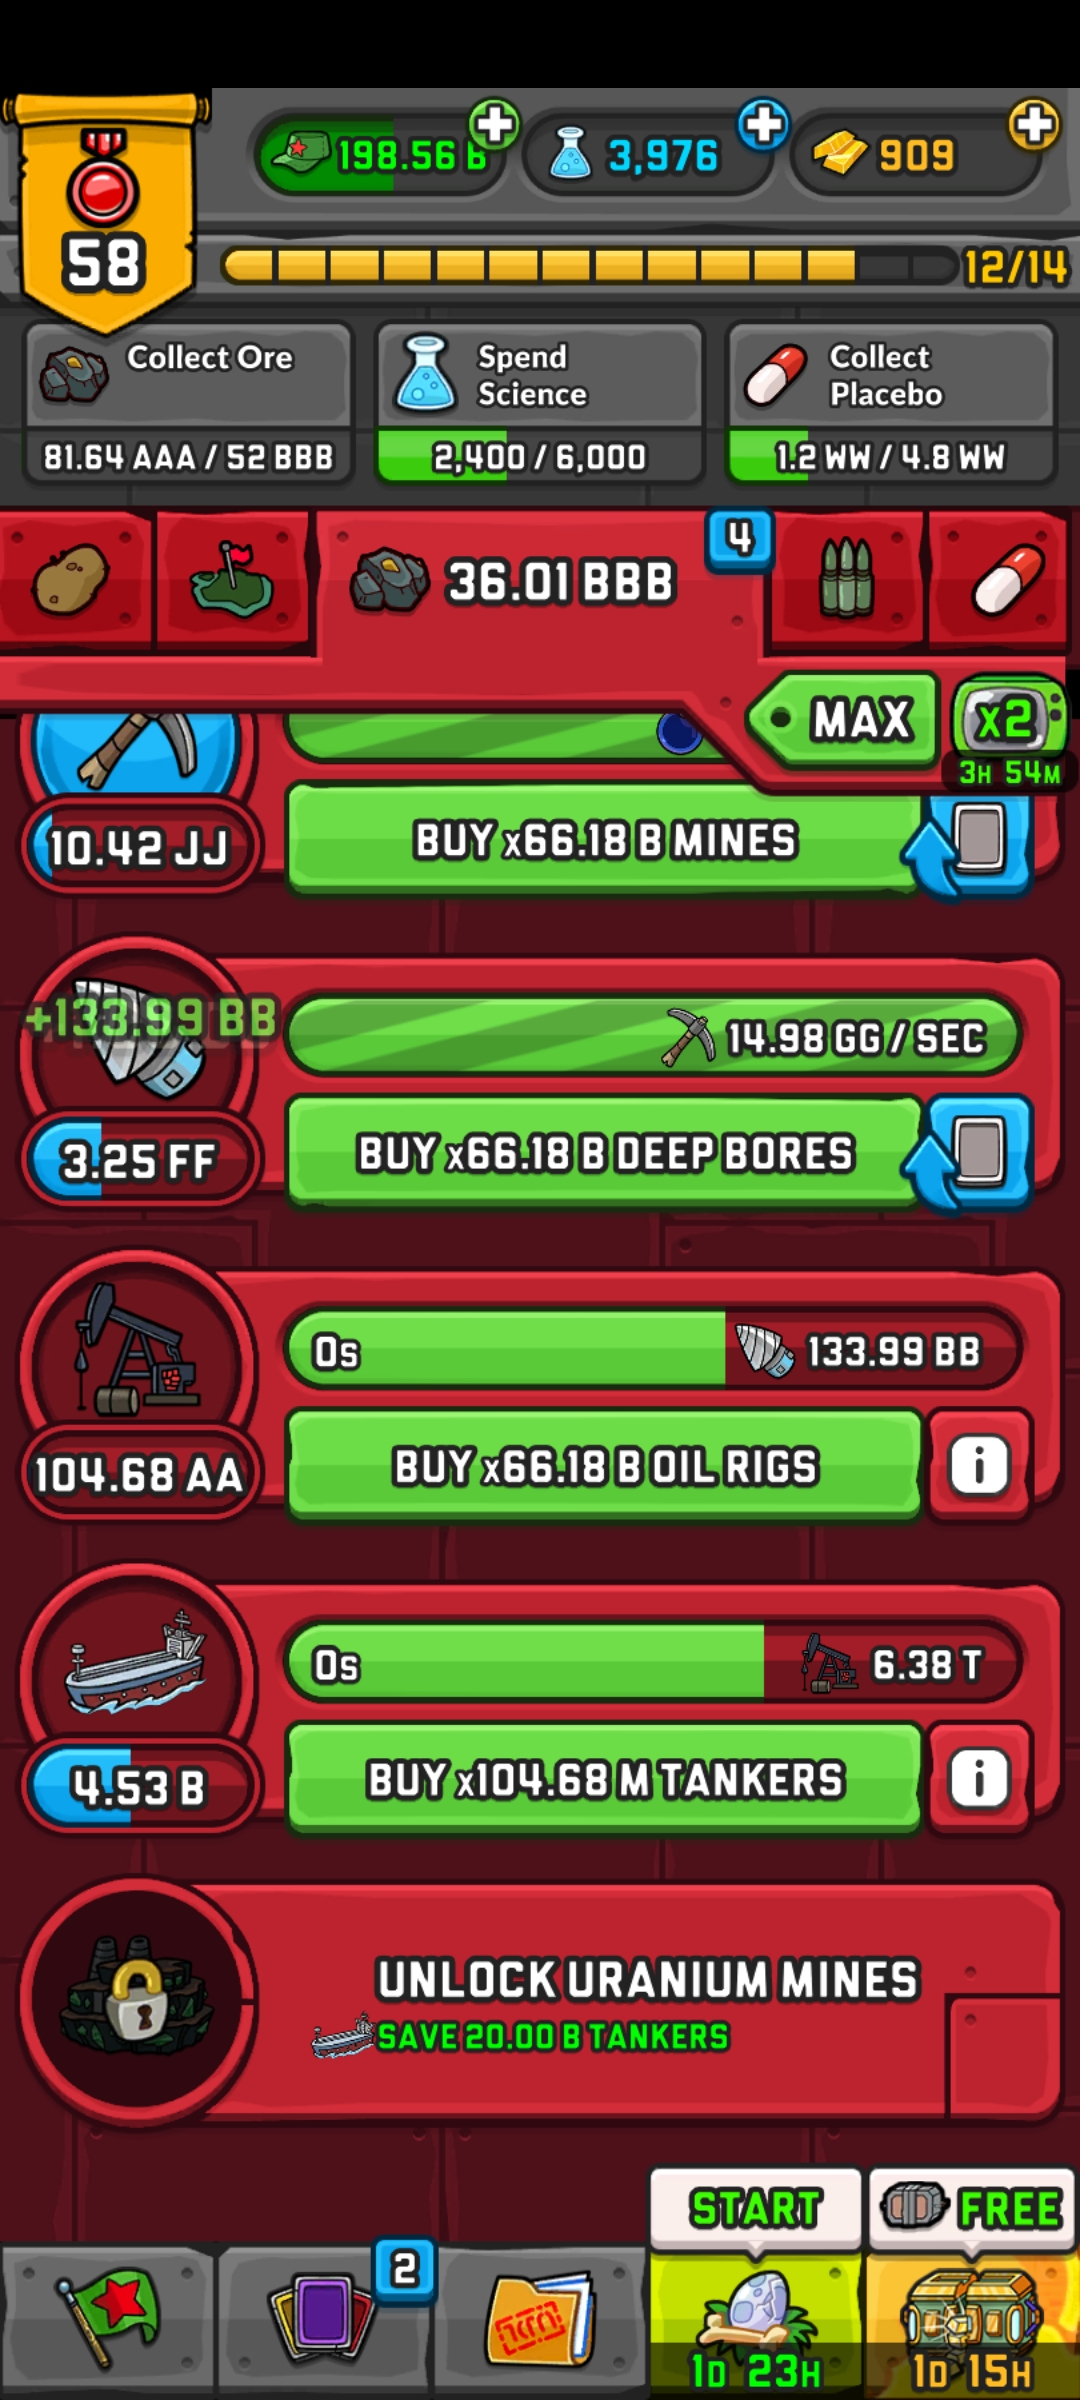 58
198.56 B
3,976
909
12/14
Collect Ore
81.64 AAA / 52 BBB
Spend
Science
2,400 / 6,000
Collect
Placebo
1.2 WW / 4.8 WW
36.01 BBB
4
MAX
x2
3H 54M
10.42 JJ
BUY x66.18 B MINES
+133.99 BB
14.98 GG / SEC
3.25 FF
BUY x66.18 B DEEP BORES
0s
133.99 BB
104.68 AA
BUY x66.18 B OIL RIGS
i
0s
6.38 T
4.53 B
BUY x104.68 M TANKERS
i
UNLOCK URANIUM MINES
SAVE 20.00 B TANKERS
START
FREE
2
1D 23H
1D 15H